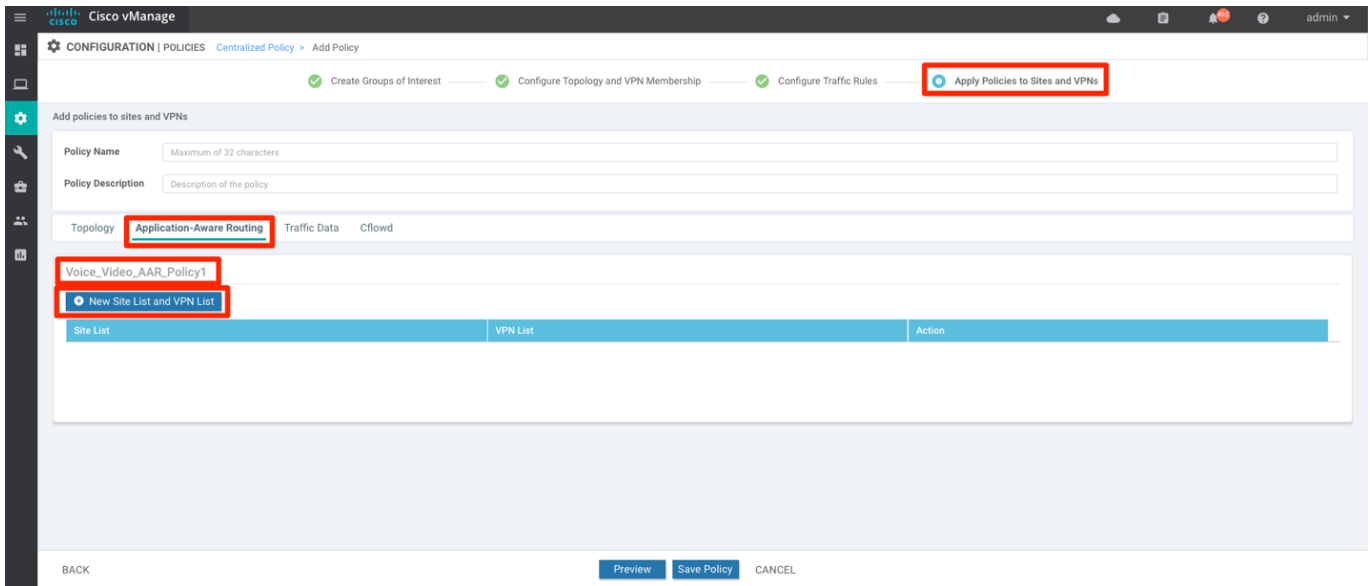 cisco Cisco vManage admin
CONFIGURATION | POLICIES Centralized Policy > Add Policy
Create Groups of Interest Configure Topology and VPN Membership Configure Traffic Rules Apply Policies to Sites and VPNs
Add policies to sites and VPNs
Policy Name Maximum of 32 characters
Policy Description Description of the policy
Topology Application-Aware Routing Traffic Data Cflowd
Voice_Video_AAR_Policy1
New Site List and VPN List
Site List VPN List Action
BACK Preview Save Policy CANCEL